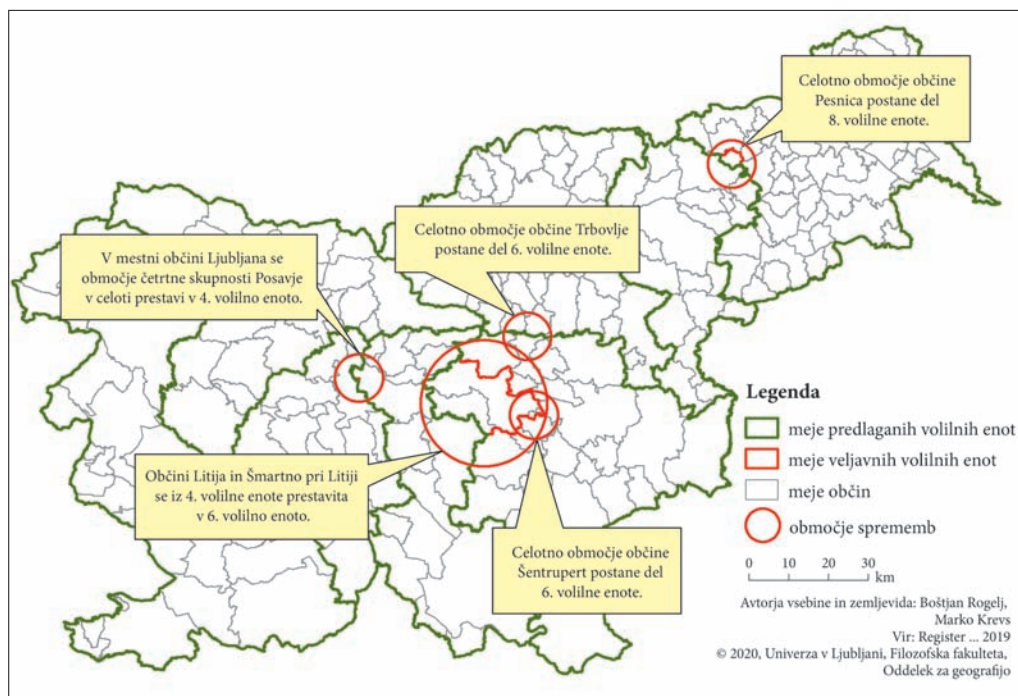 Celotno območje občine
Pesnica postane del
8. volilne enote.
Celotno območje občine Trbovlje
postane del 6. volilne enote.
V mestni občini Ljubljana se
območje četrtne skupnosti Posavje
v celoti prestavi v 4. volilno enoto.
Občini Litija in Šmartno pri Litiji
se iz 4. volilne enote prestavita
v 6. volilno enoto.
Celotno območje občine
Šentrupert postane del
6. volilne enote.
Legenda
meje predlaganih volilnih enot
meje veljavnih volilnih enot
meje občin
območje sprememb
0 10 20 30
km
Avtorja vsebine in zemljevida: Boštjan Rogelj,
Marko Krevs
Vir: Register ... 2019
© 2020, Univerza v Ljubljani, Filozofska fakulteta,
Oddelek za geografijo